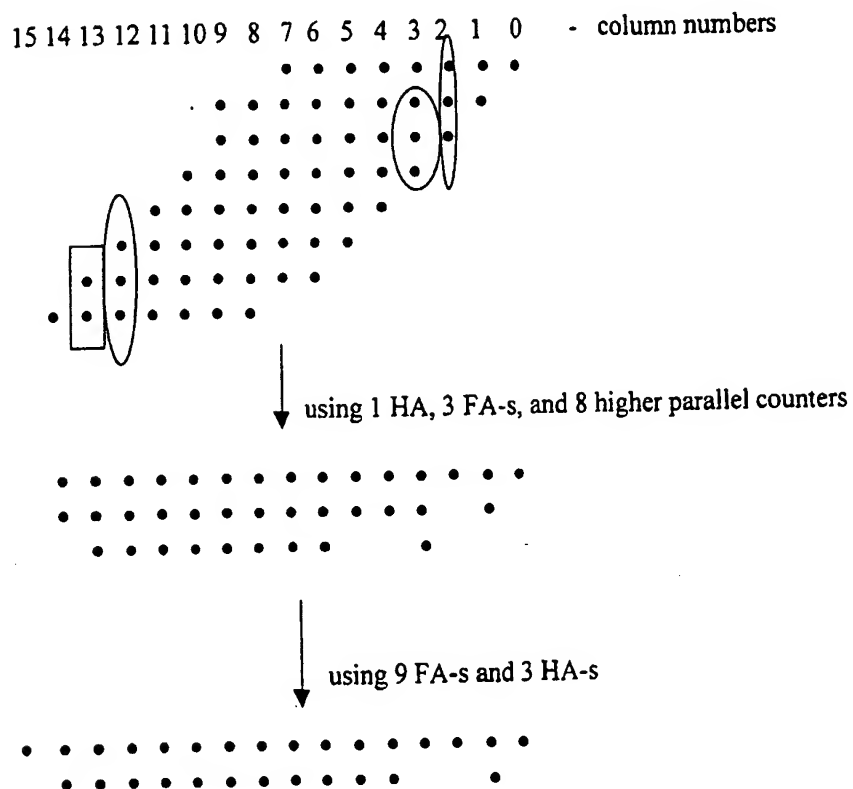 15 14 13 12 11 10 9 8 7 6 5 4 3 2 1 0 - column numbers
using 1 HA, 3 FA-s, and 8 higher parallel counters
using 9 FA-s and 3 HA-s